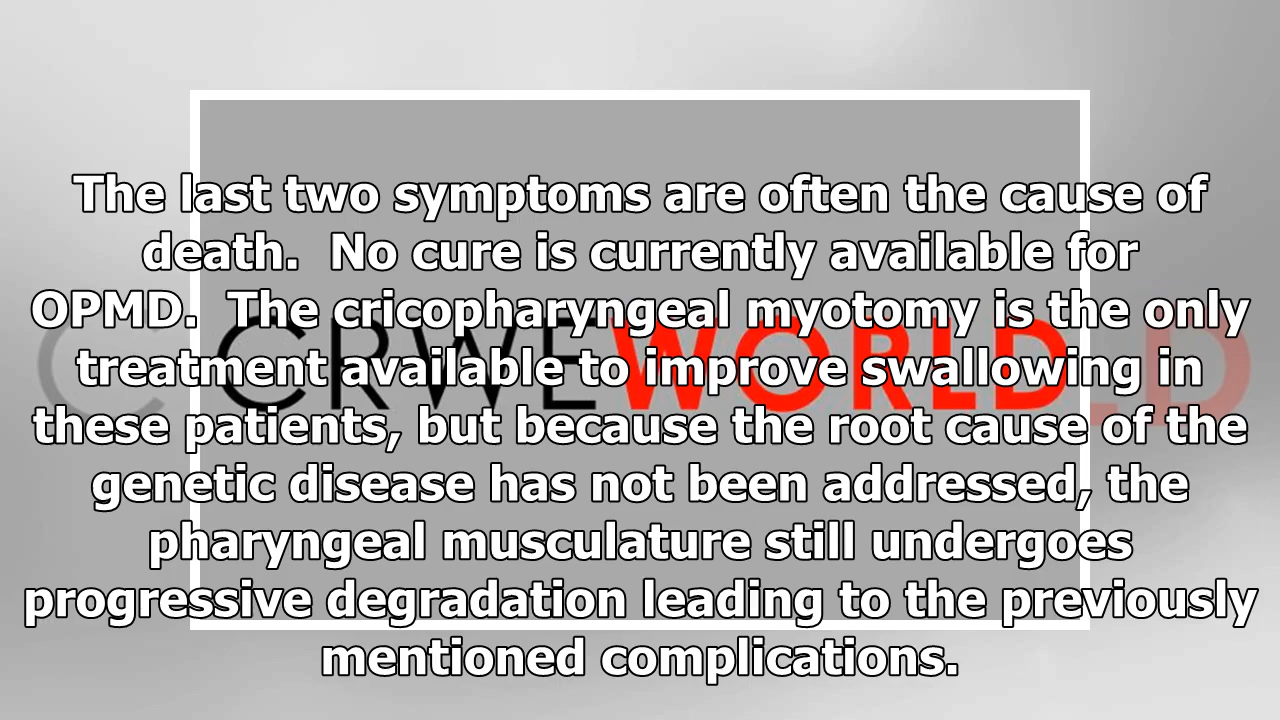 The last two symptoms are often the cause of
death.  No cure is currently available for
OPMD.  The cricopharyngeal myotomy is the only
treatment available to improve swallowing in
these patients, but because the root cause of the
genetic disease has not been addressed, the
pharyngeal musculature still undergoes
progressive degradation leading to the previously
mentioned complications.
CRWEWORLD